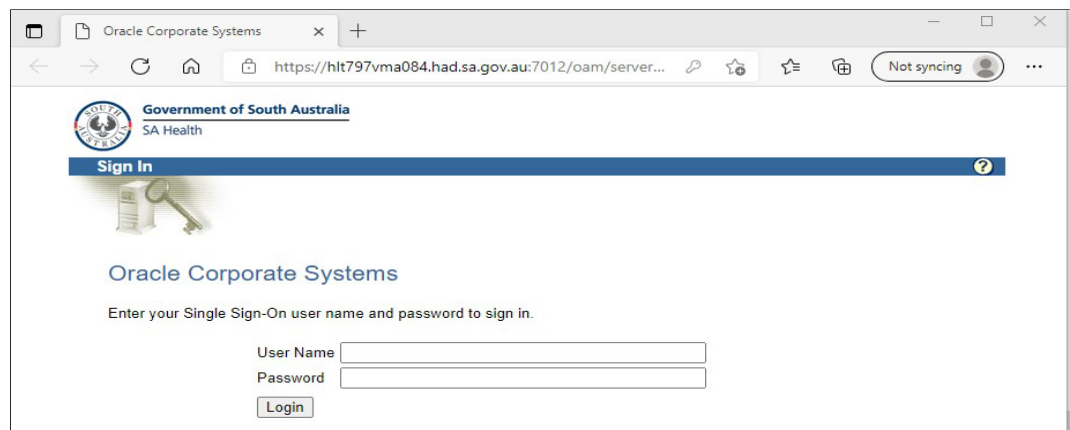 Oracle Corporate Systems
https://hlt797vma084.had.sa.gov.au:7012/oam/server...
Not syncing
Government of South Australia
SA Health
SOUTH
AUSTRALIA
Sign In
?
Oracle Corporate Systems
Enter your Single Sign-On user name and password to sign in.
User Name
Password
Login